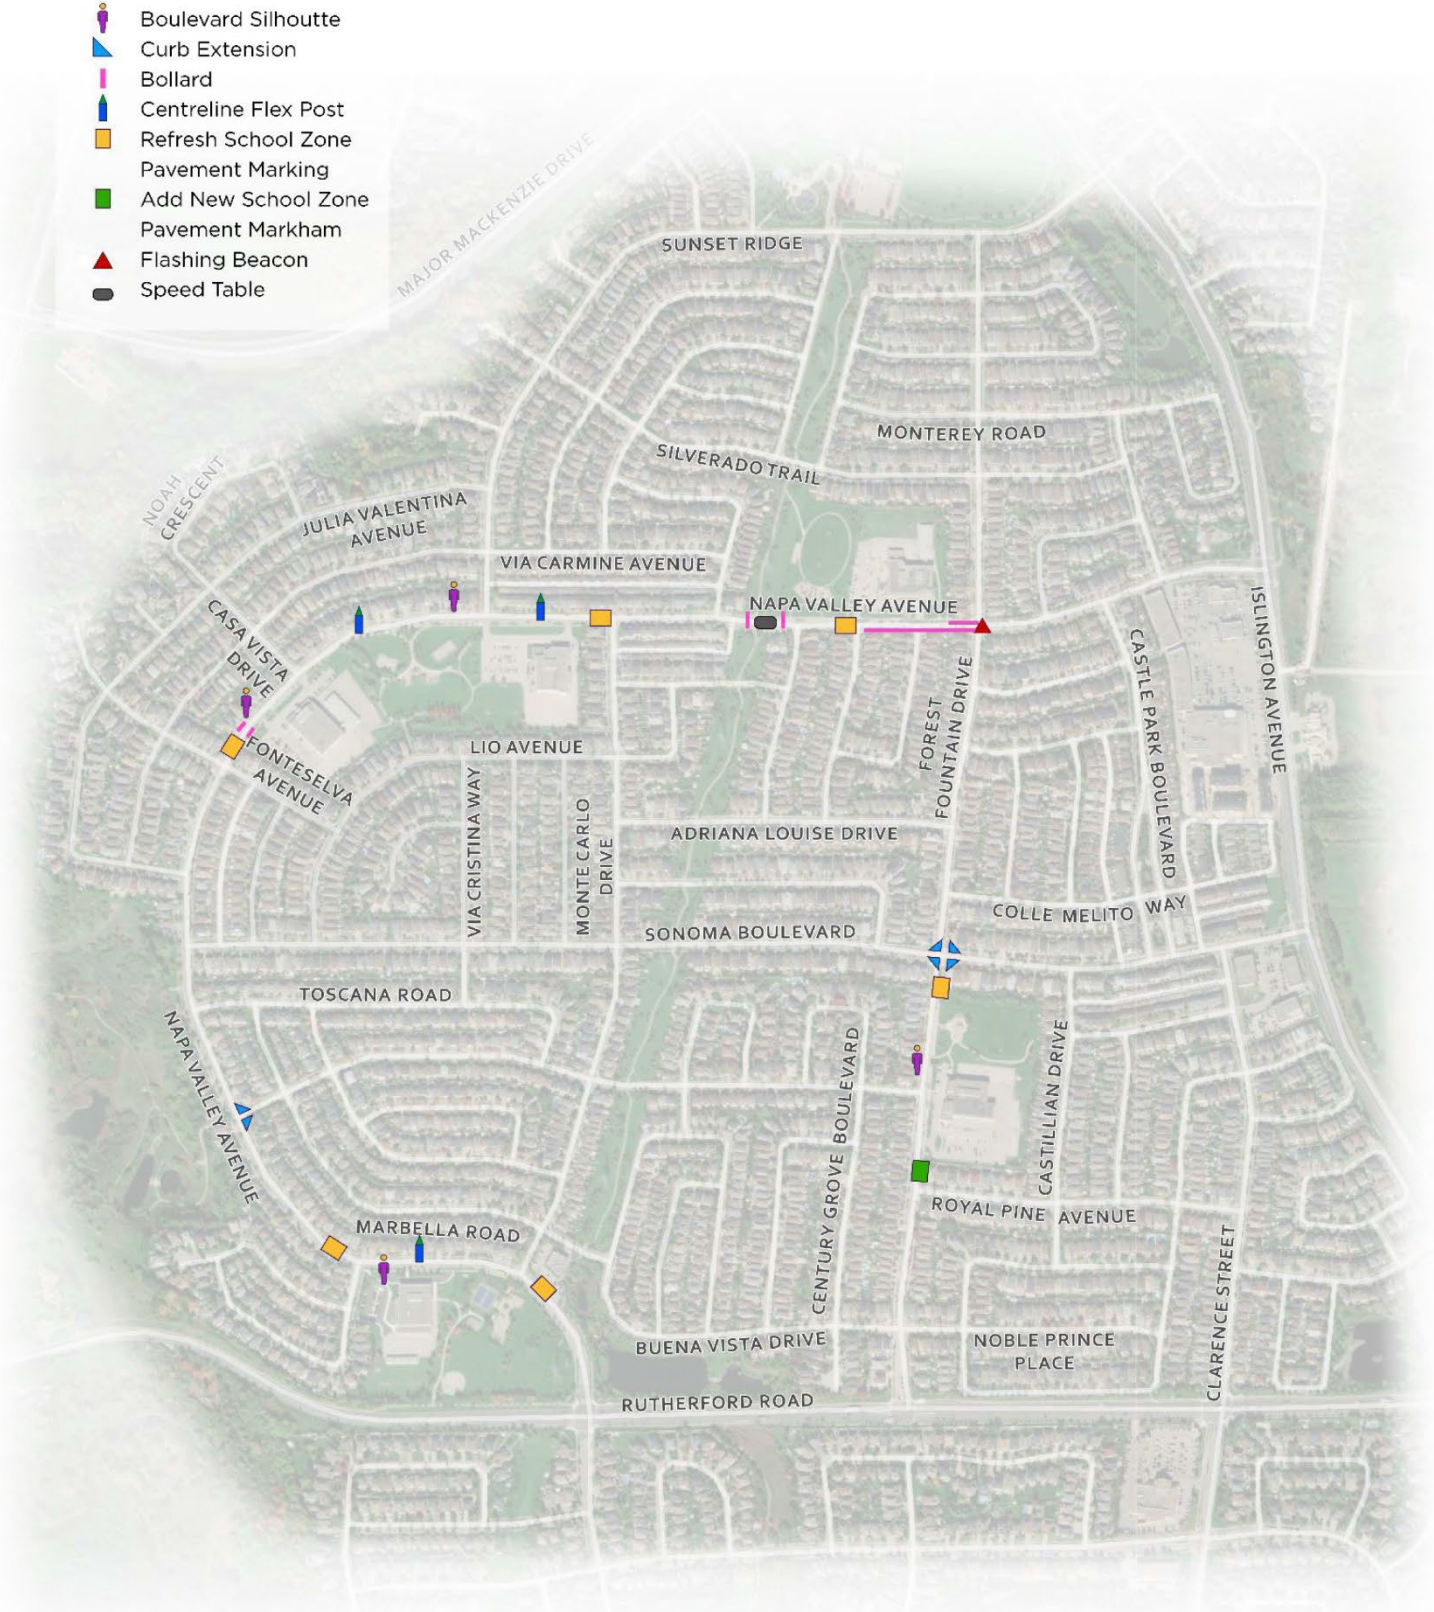 Boulevard Silhoutte
Curb Extension
Bollard
Centreline Flex Post
Refresh School Zone
Pavement Marking
Add New School Zone
Pavement Markham
Flashing Beacon
Speed Table
MAJOR MACKENZIE DRIVE
SUNSET RIDGE
MONTEREY ROAD
SILVERADO TRAIL
NOAH
CRESCENT
JULIA VALENTINA
AVENUE
VIA CARMINE AVENUE
NAPA VALLEY AVENUE
CASA VISTA
DRIVE
ISLINGTON AVENUE
CASTLE PARK BOULEVARD
FOREST
FOUNTAIN DRIVE
FONTESELVA
AVENUE
LIO AVENUE
VIA CRISTINA WAY
MONTE CARLO
DRIVE
ADRIANA LOUISE DRIVE
COLLE MELITO WAY
SONOMA BOULEVARD
TOSCANA ROAD
NAPA VALLEY AVENUE
CENTURY GROVE BOULEVARD
CASTILLIAN DRIVE
ROYAL PINE AVENUE
MARBELLA ROAD
CLARENCE STREET
BUENA VISTA DRIVE
NOBLE PRINCE
PLACE
RUTHERFORD ROAD